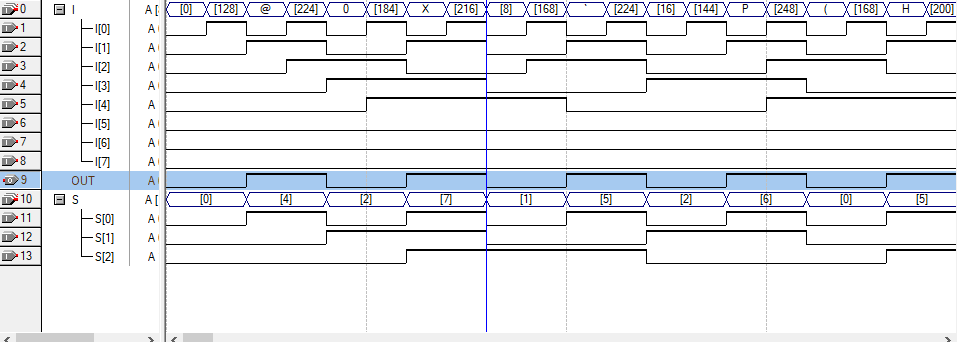 0 I A [ [0] [128] @ [224] 0 [184] X [216] [8] [168] ` [224] [16] [144] P [248] ( [168] H [200]
1 I[0] A
2 I[1] A
3 I[2] A
4 I[3] A
5 I[4] A
6 I[5] A
7 I[6] A
8 I[7] A
9 OUT A
10 S A [ [0] [4] [2] [7] [1] [5] [2] [6] [0] [5]
11 S[0] A
12 S[1] A
13 S[2] A